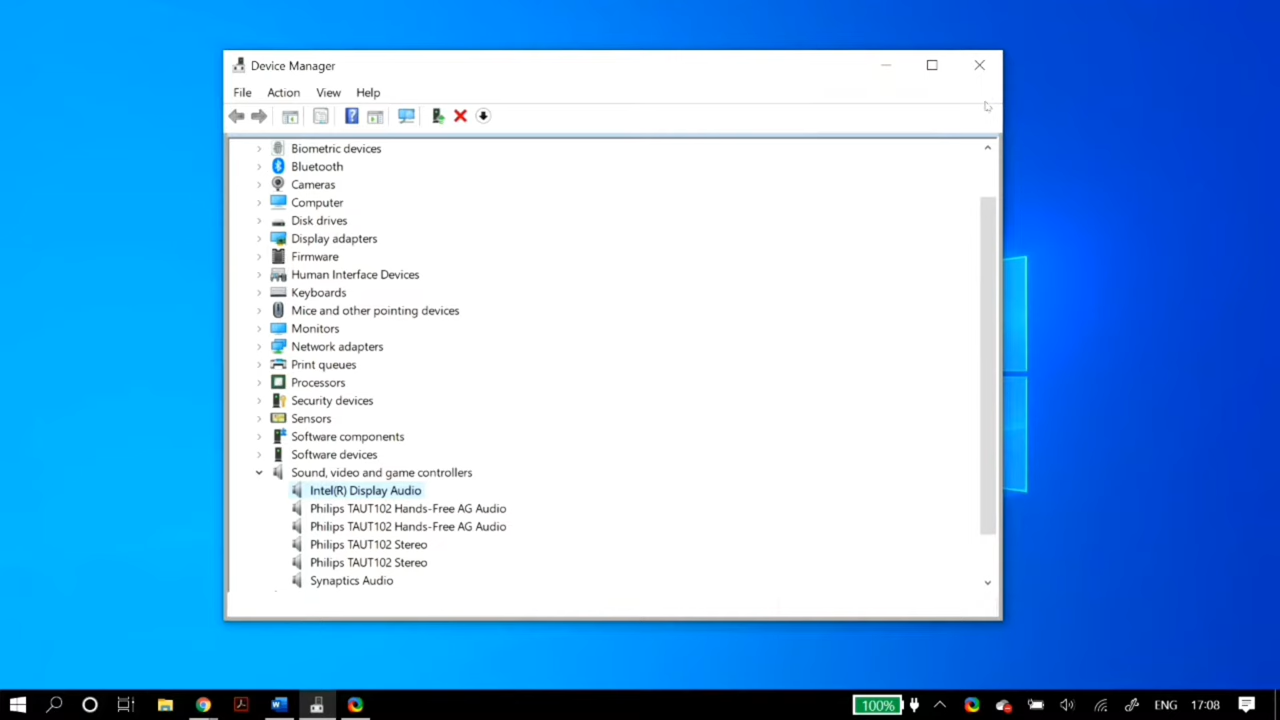 Device Manager
File Action View Help
Biometric devices
Bluetooth
Cameras
Computer
Disk drives
Display adapters
Firmware
Human Interface Devices
Keyboards
Mice and other pointing devices
Monitors
Network adapters
Print queues
Processors
Security devices
Sensors
Software components
Software devices
Sound, video and game controllers
Intel(R) Display Audio
Philips TAUT102 Hands-Free AG Audio
Philips TAUT102 Hands-Free AG Audio
Philips TAUT102 Stereo
Philips TAUT102 Stereo
Synaptics Audio
100% ENG 17:08